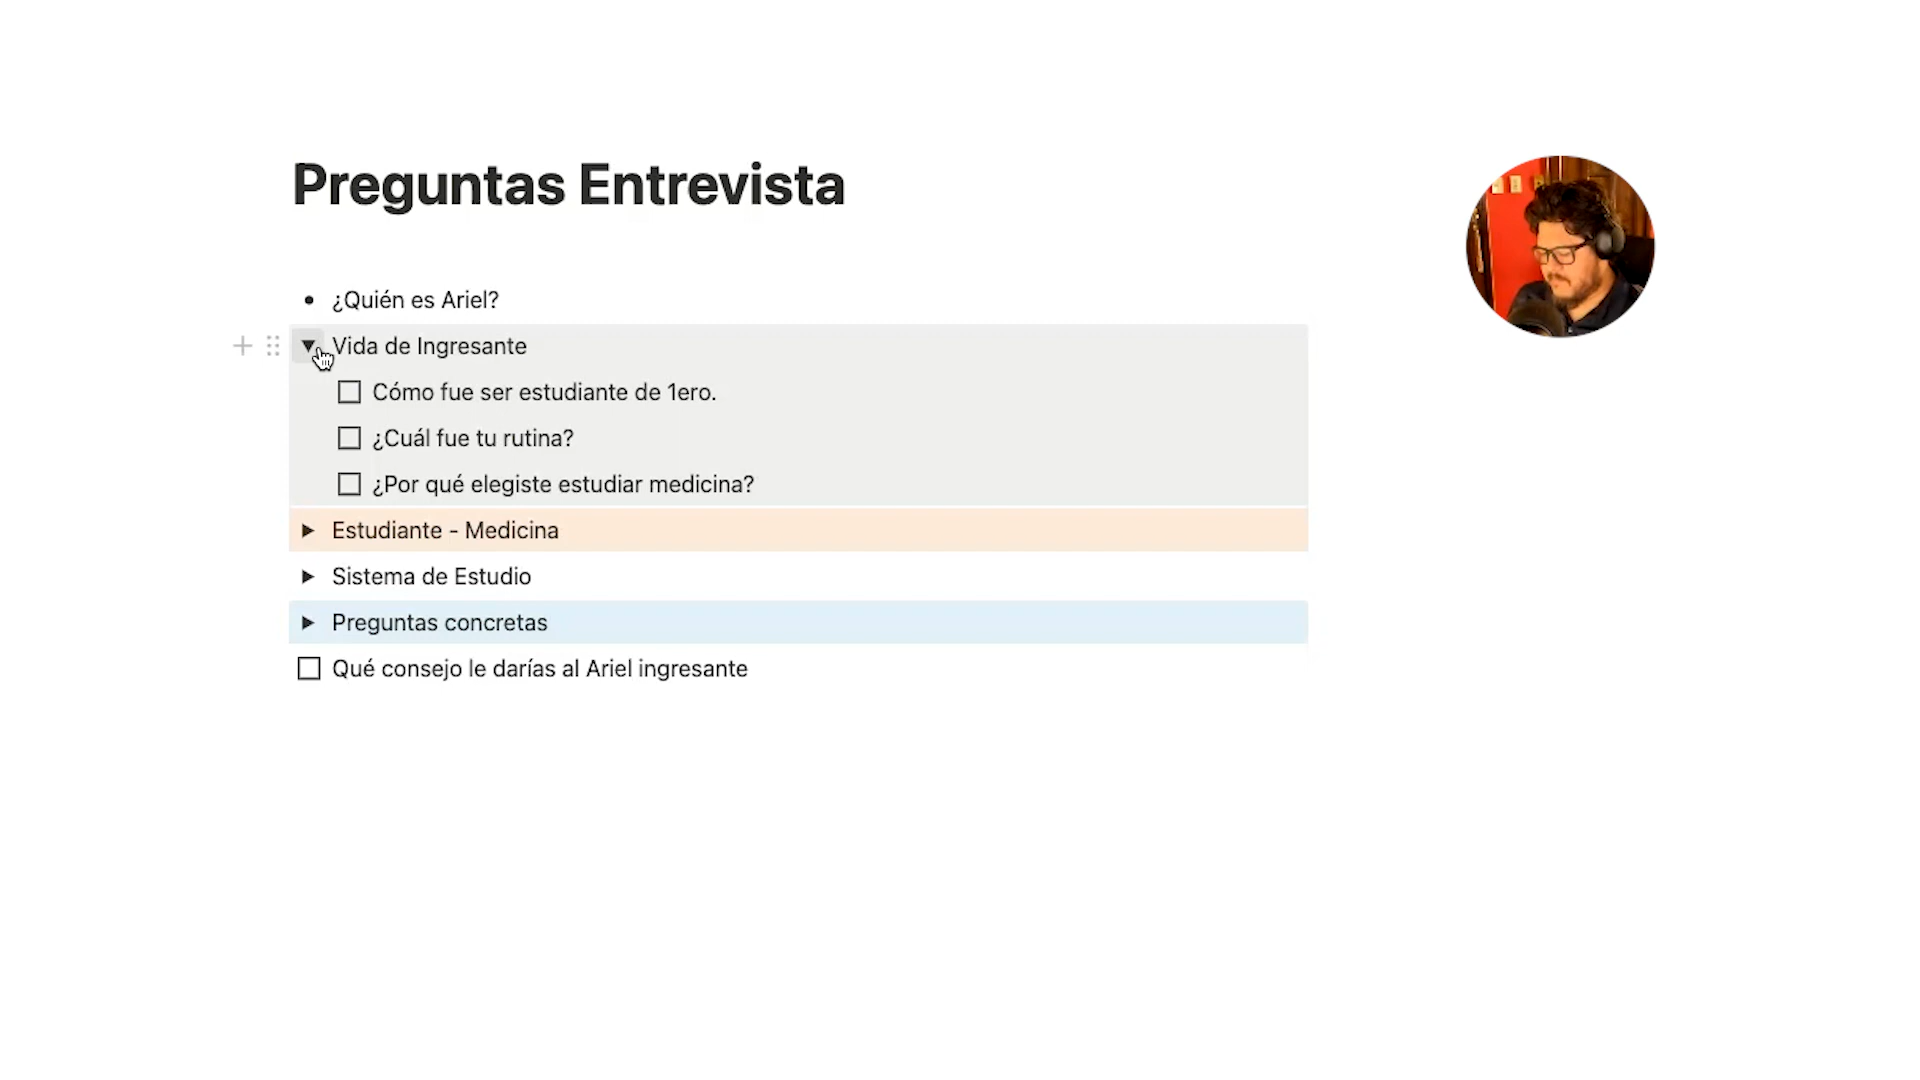 Preguntas Entrevista
¿Quién es Ariel?
Vida de Ingresante
Cómo fue ser estudiante de 1ero.
¿Cuál fue tu rutina?
¿Por qué elegiste estudiar medicina?
Estudiante - Medicina
Sistema de Estudio
Preguntas concretas
Qué consejo le darías al Ariel ingresante